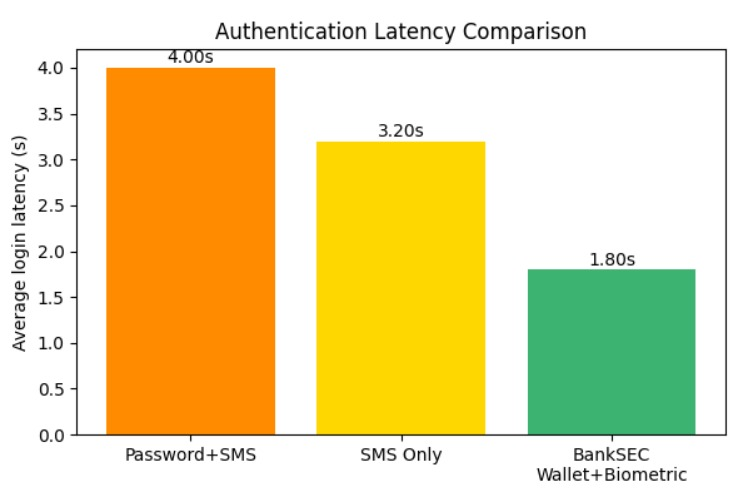 Authentication Latency Comparison
4.00s
3.20s
1.80s
Average login latency (s)
4.0
3.5
3.0
2.5
2.0
1.5
1.0
0.5
0.0
Password+SMS
SMS Only
BankSEC
Wallet+Biometric